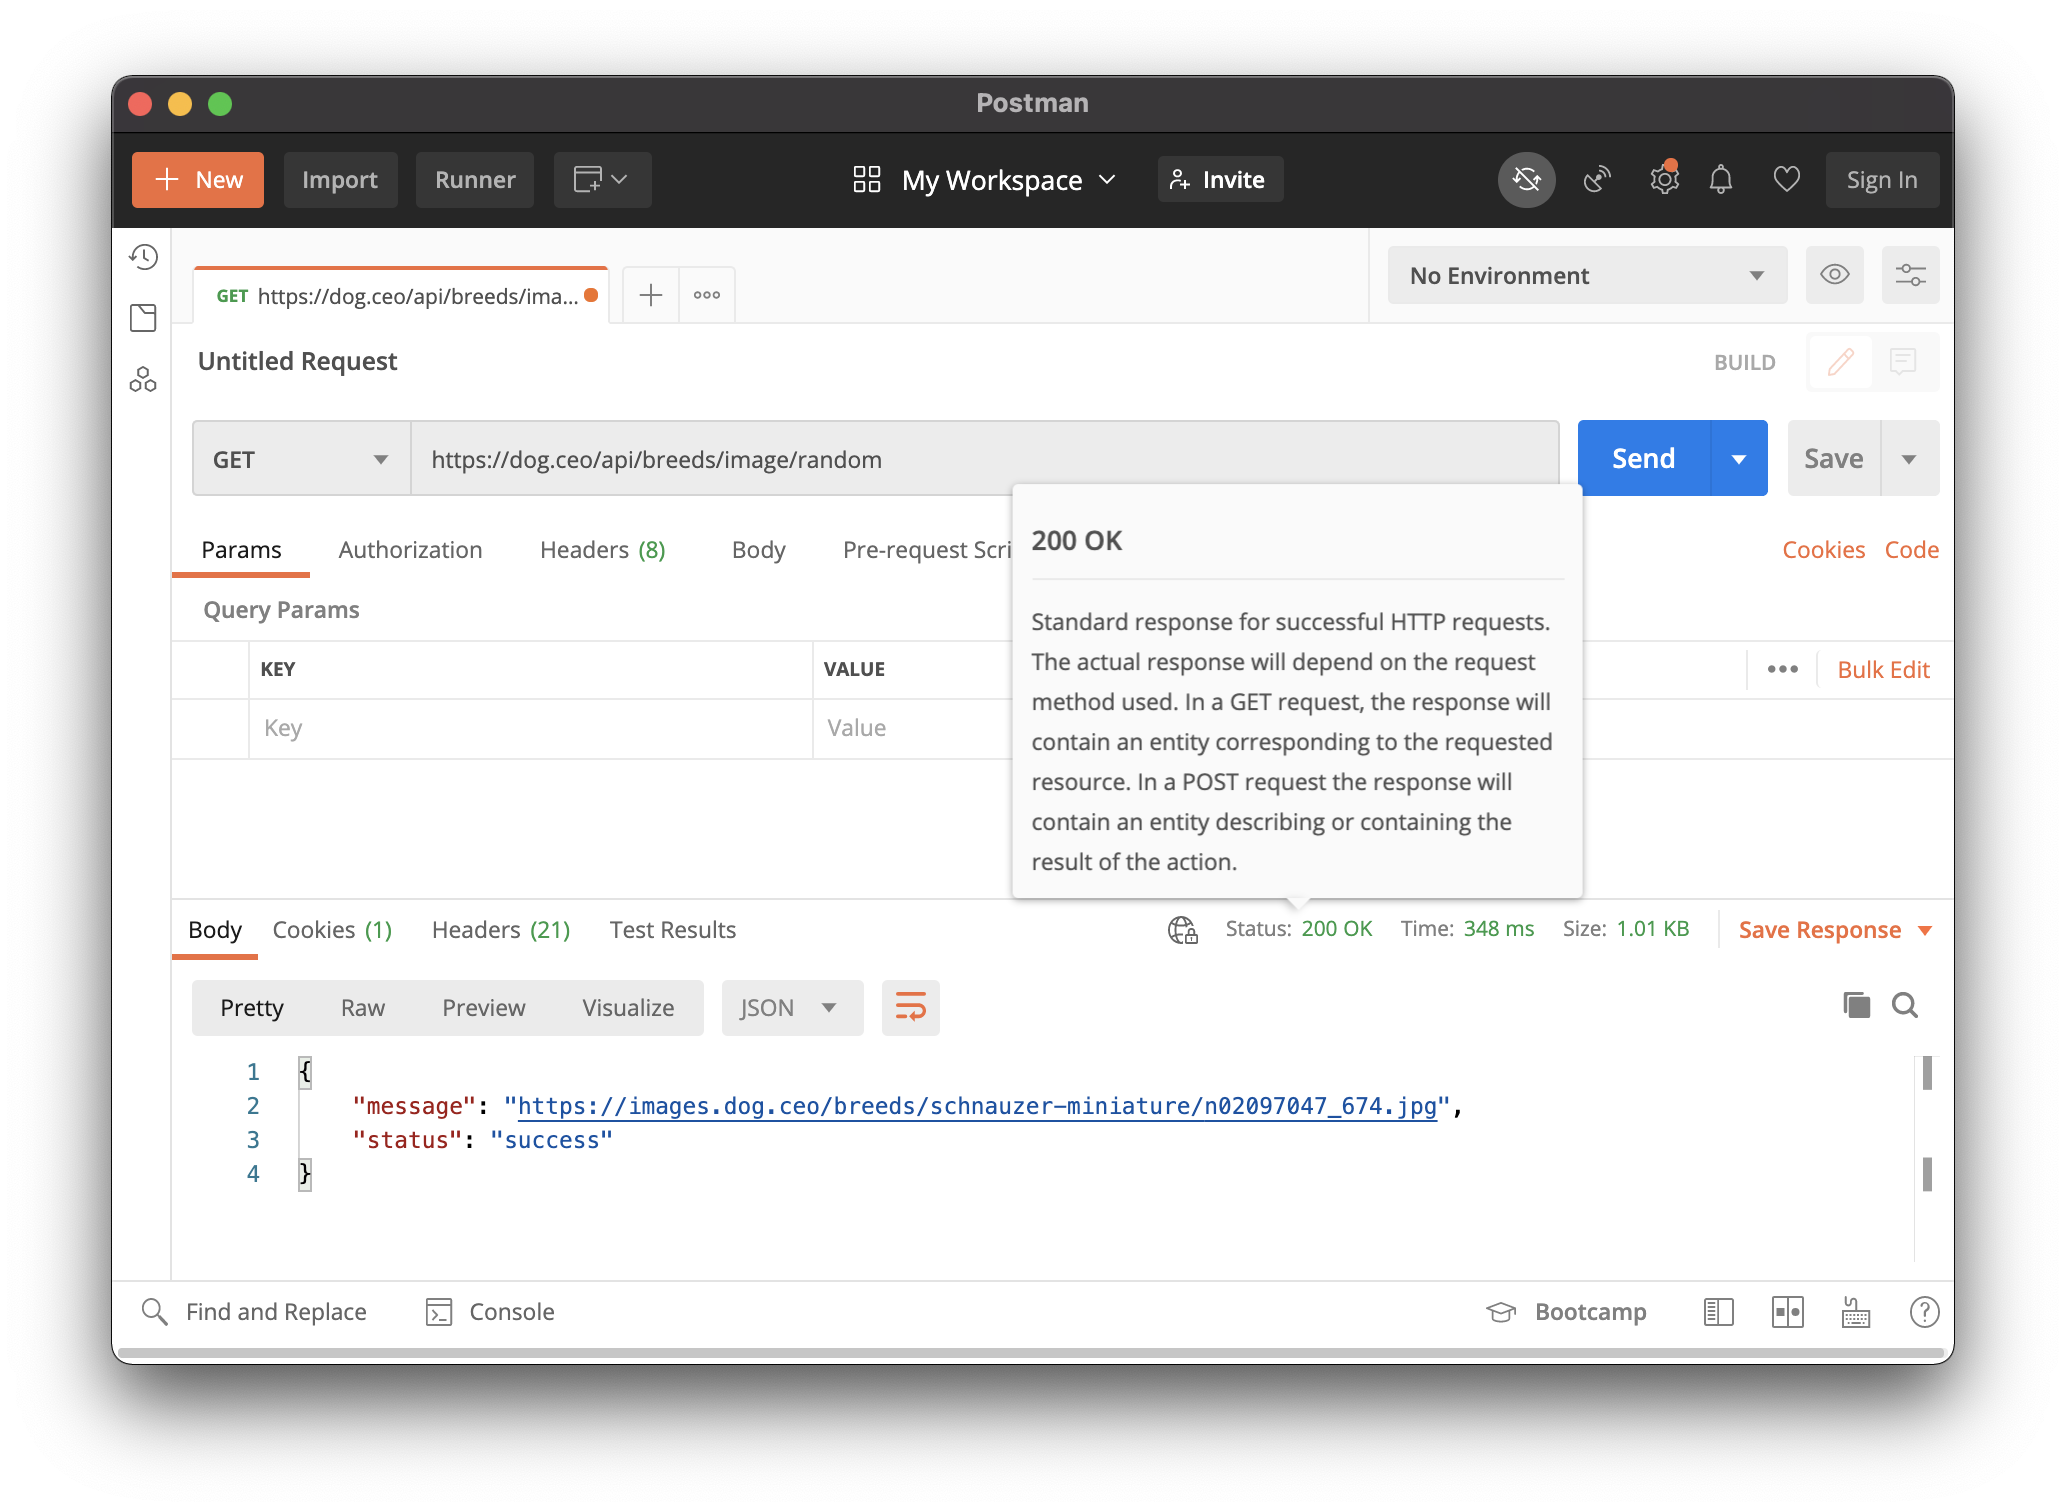 Postman
New
Import
Runner
My Workspace
Invite
Sign In
GET https://dog.ceo/api/breeds/ima...
No Environment
Untitled Request
BUILD
GET
https://dog.ceo/api/breeds/image/random
Send
Save
Params
Authorization
Headers (8)
Body
Pre-request Scri
Cookies
Code
200 OK
Standard response for successful HTTP requests.
The actual response will depend on the request
method used. In a GET request, the response will
contain an entity corresponding to the requested
resource. In a POST request the response will
contain an entity describing or containing the
result of the action.
Query Params
KEY
VALUE
Bulk Edit
Key
Value
Body
Cookies (1)
Headers (21)
Test Results
Status: 200 OK
Time: 348 ms
Size: 1.01 KB
Save Response
Pretty
Raw
Preview
Visualize
JSON
1 {
2 "message": "https://images.dog.ceo/breeds/schnauzer-miniature/n02097047_674.jpg",
3 "status": "success"
4 }
Find and Replace
Console
Bootcamp